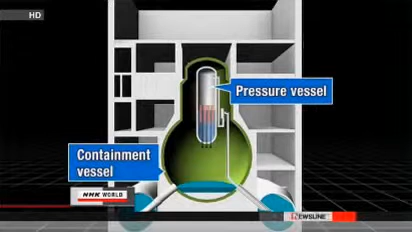 HD
Pressure vessel
Containment
vessel
NHK WORLD
NEWSLINE